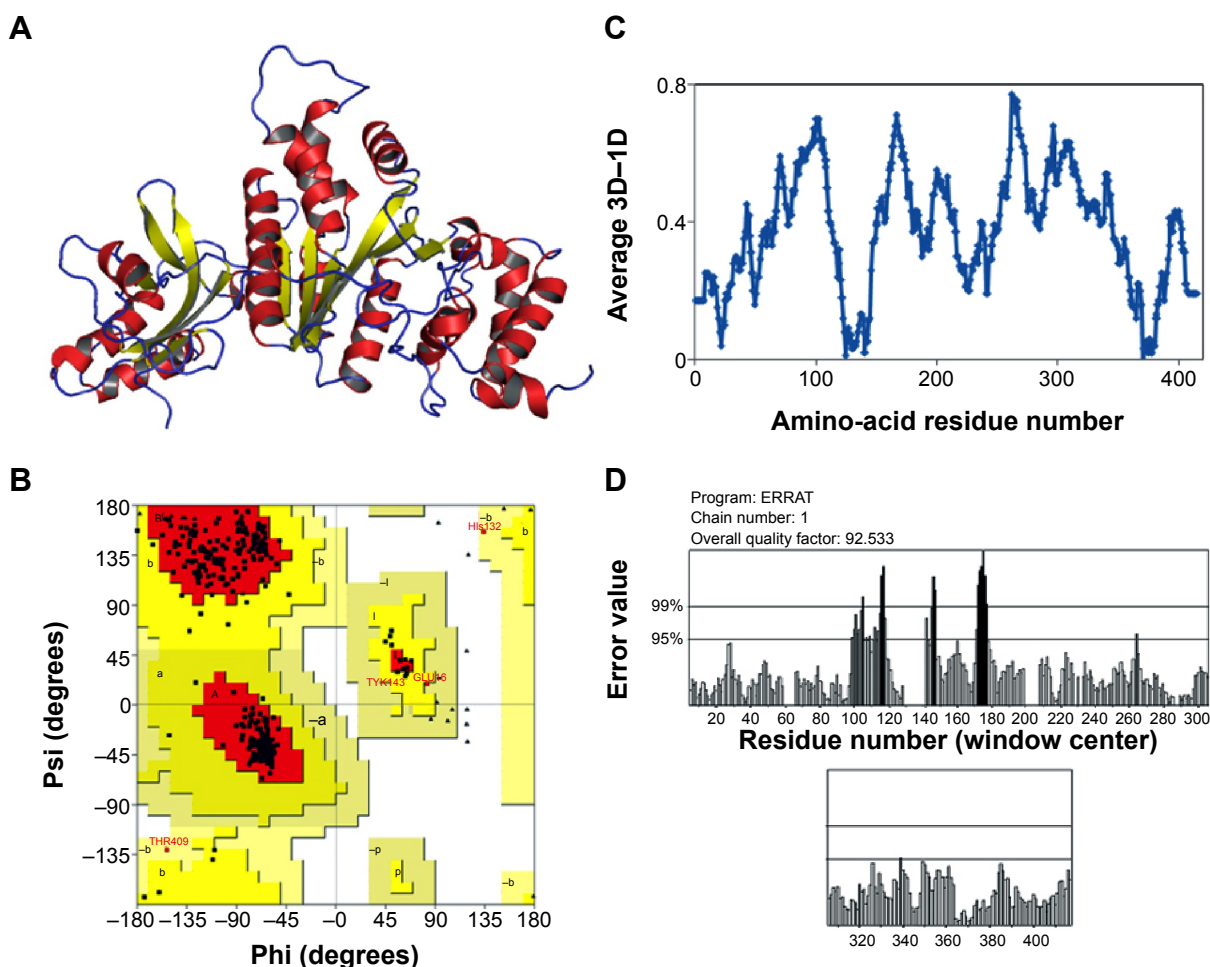 A
C
Average 3D–1D
0.8
0.4
0
0 100 200 300 400
Amino-acid residue number
B
Psi (degrees)
180
135
90
45
0
–45
–90
–135
–180 –135 –90 –45 –0 45 90 135 180
Phi (degrees)
B
b
–b
–l
l
a
A
–a
–b
b
–p
p
–b
–b
b
HIs132
TYK143
GLU16
THR409
D
Program: ERRAT
Chain number: 1
Overall quality factor: 92.533
Error value
99%
95%
20 40 60 80 100 120 140 160 180 200 220 240 260 280 300
Residue number (window center)
320 340 360 380 400